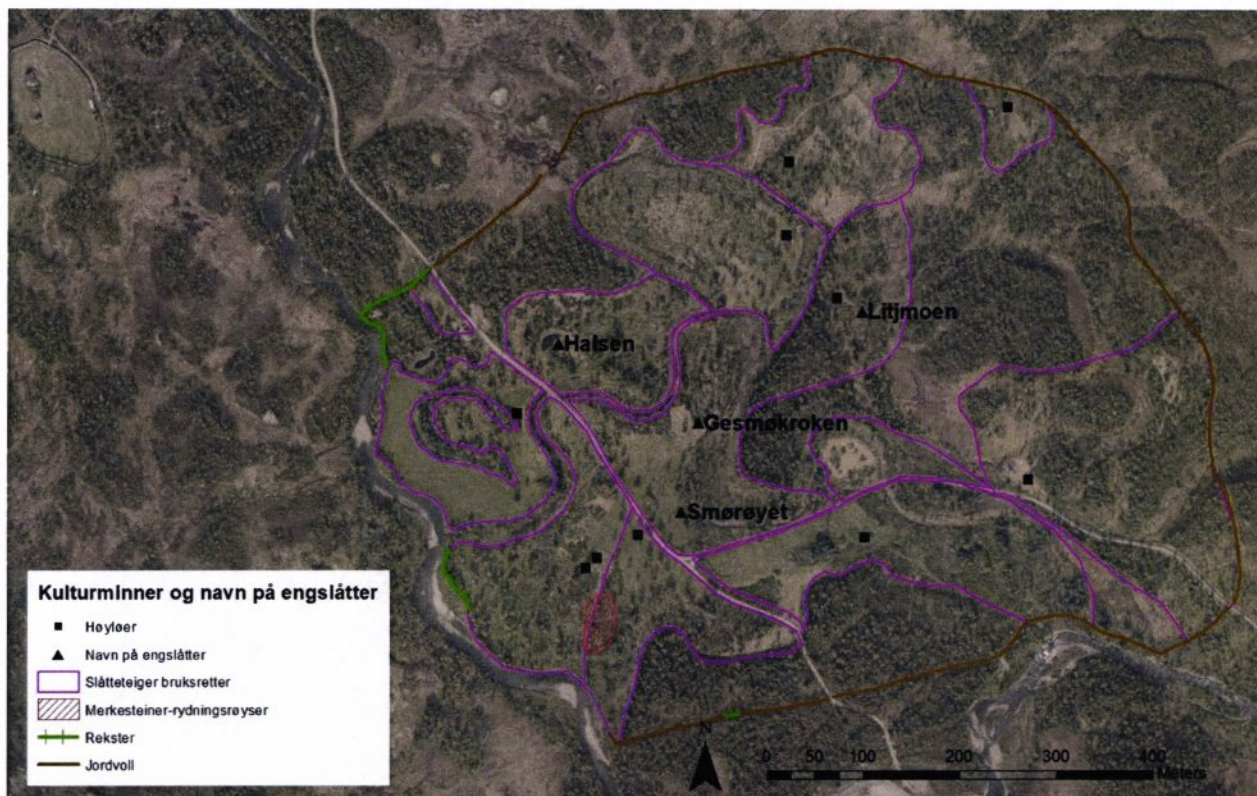 Litjmoen
Halsen
Gesmøkroken
Smørøyet
Kulturminner og navn på engslåtter
Høyløer
Navn på engslåtter
Slåtteteiger bruksretter
Merkesteiner-rydningsrøyser
Rekster
Jordvoll
N
0 50 100 200 300 400
Meters